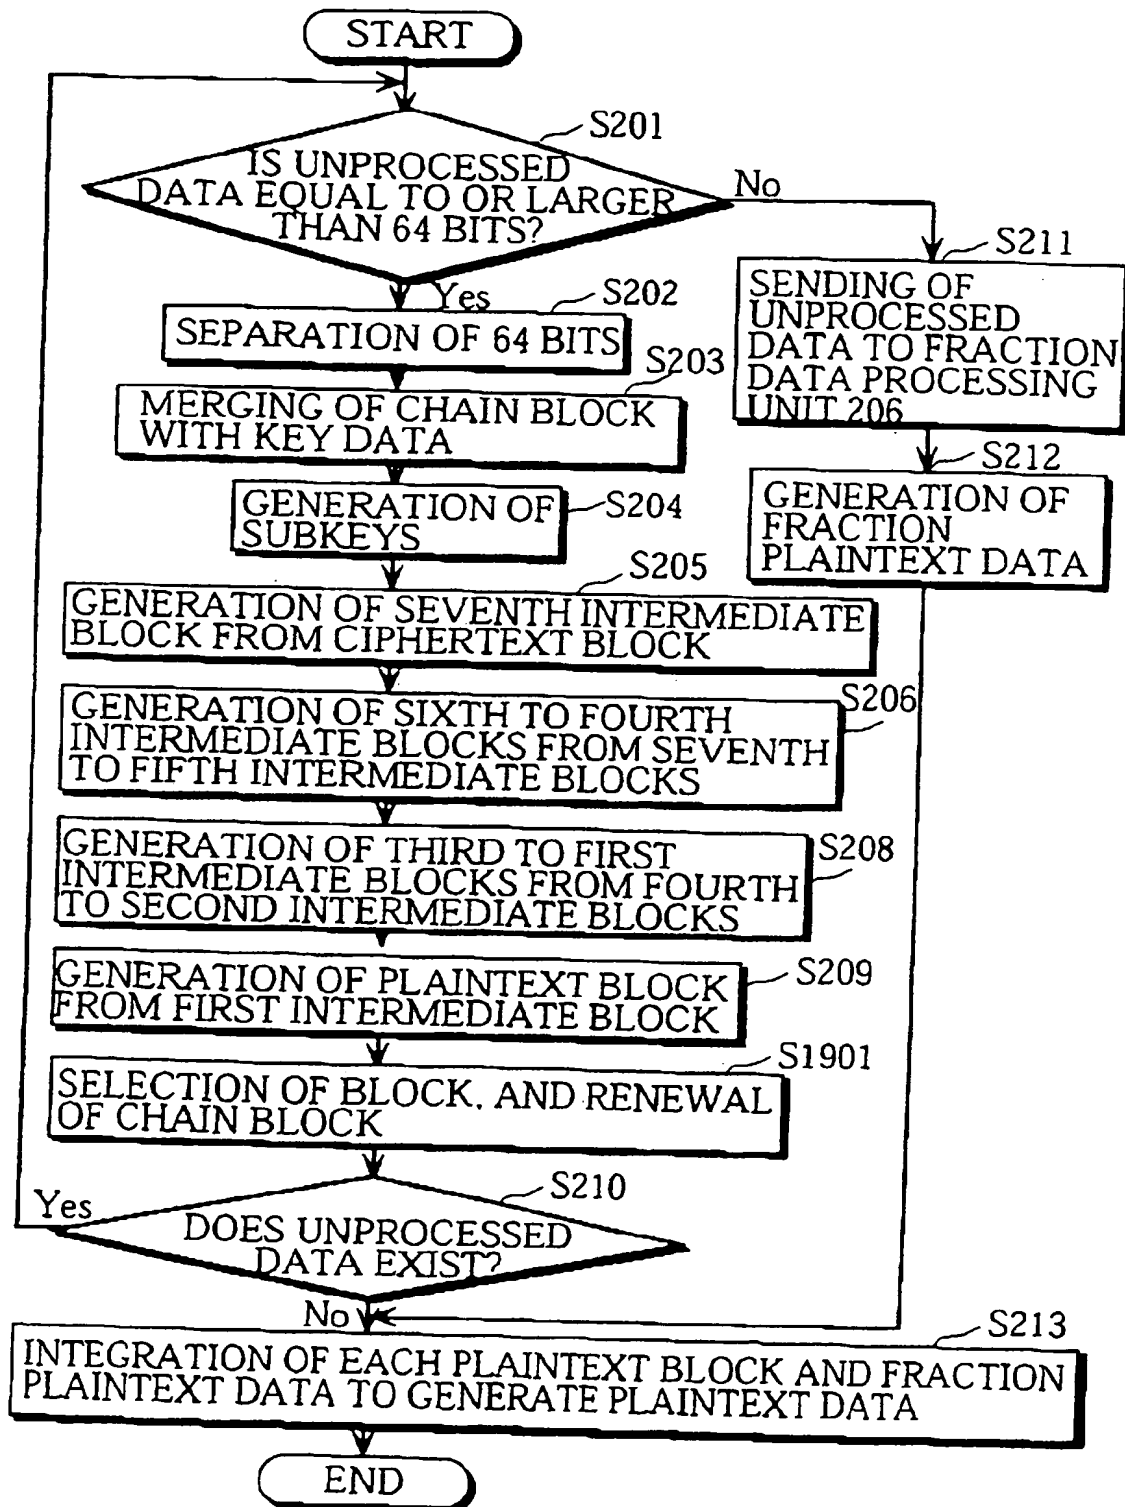 START
S201
IS UNPROCESSED
DATA EQUAL TO OR LARGER
THAN 64 BITS?
No
Yes
S202
SEPARATION OF 64 BITS
S203
MERGING OF CHAIN BLOCK
WITH KEY DATA
S204
GENERATION OF
SUBKEYS
S205
GENERATION OF SEVENTH INTERMEDIATE
BLOCK FROM CIPHERTEXT BLOCK
S206
GENERATION OF SIXTH TO FOURTH
INTERMEDIATE BLOCKS FROM SEVENTH
TO FIFTH INTERMEDIATE BLOCKS
S208
GENERATION OF THIRD TO FIRST
INTERMEDIATE BLOCKS FROM FOURTH
TO SECOND INTERMEDIATE BLOCKS
S209
GENERATION OF PLAINTEXT BLOCK
FROM FIRST INTERMEDIATE BLOCK
S1901
SELECTION OF BLOCK, AND RENEWAL
OF CHAIN BLOCK
S210
Yes
DOES UNPROCESSED
DATA EXIST?
No
S211
SENDING OF
UNPROCESSED
DATA TO FRACTION
DATA PROCESSING
UNIT 206
S212
GENERATION OF
FRACTION
PLAINTEXT DATA
S213
INTEGRATION OF EACH PLAINTEXT BLOCK AND FRACTION
PLAINTEXT DATA TO GENERATE PLAINTEXT DATA
END